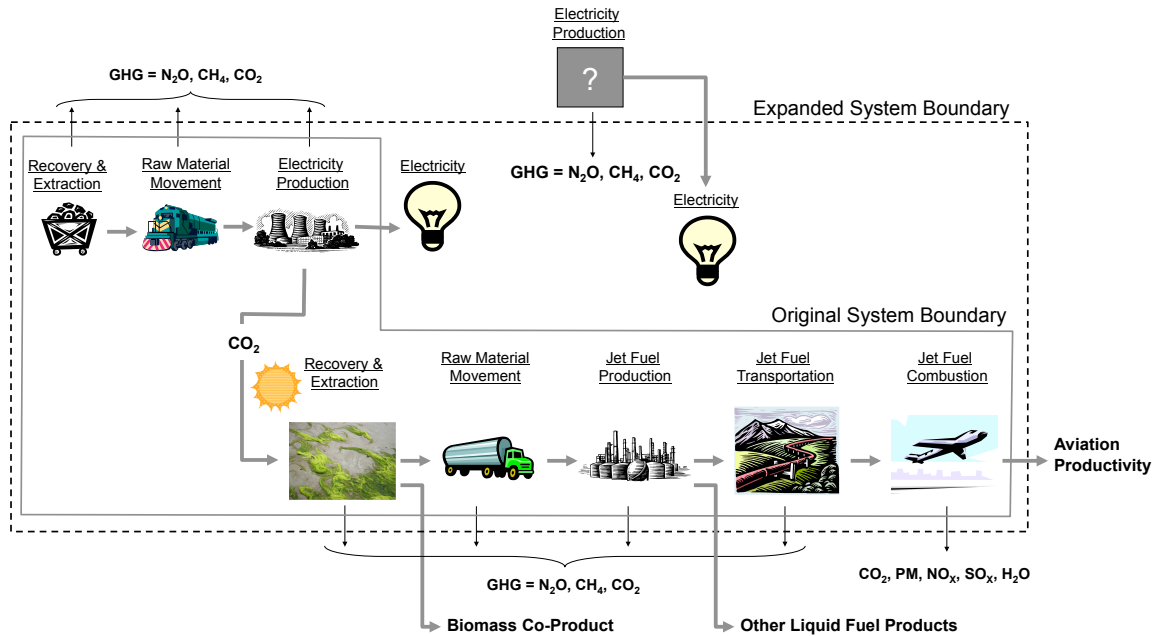 Electricity
Production
?
GHG = N₂O, CH₄, CO₂
Expanded System Boundary
Recovery &
Extraction
Raw Material
Movement
Electricity
Production
Electricity
GHG = N₂O, CH₄, CO₂
Electricity
Original System Boundary
CO₂
Recovery &
Extraction
Raw Material
Movement
Jet Fuel
Production
Jet Fuel
Transportation
Jet Fuel
Combustion
Aviation
Productivity
GHG = N₂O, CH₄, CO₂
CO₂, PM, NOₓ, SOₓ, H₂O
Biomass Co-Product
Other Liquid Fuel Products